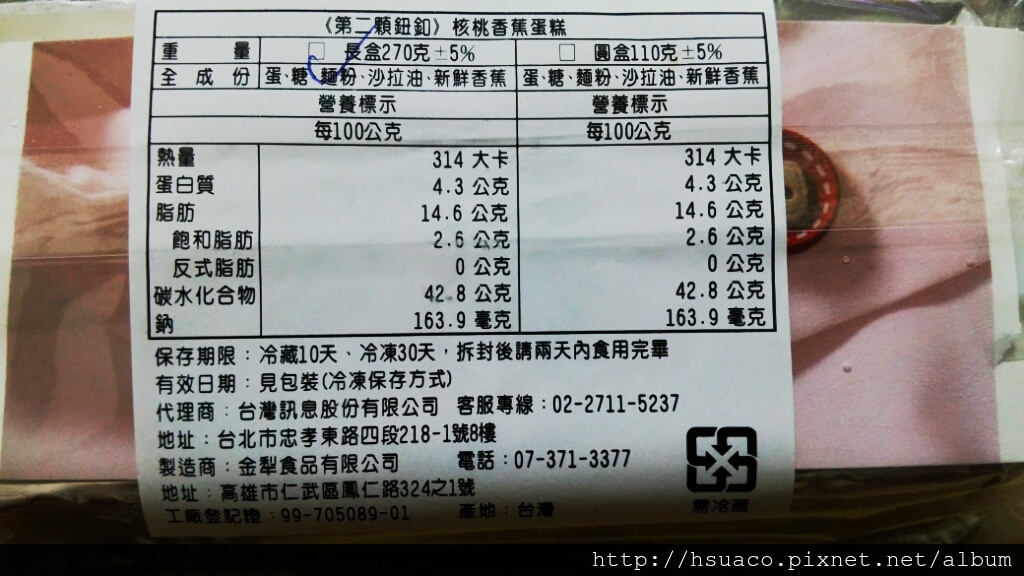 《第二顆鈕釦》核桃香蕉蛋糕
重 量 □ 長盒270克±5% □ 圓盒110克±5%
全 成 份 蛋、糖、麵粉、沙拉油、新鮮香蕉 蛋、糖、麵粉、沙拉油、新鮮香蕉
營養標示 營養標示
每100公克 每100公克
熱量 314 大卡 314 大卡
蛋白質 4.3 公克 4.3 公克
脂肪 14.6 公克 14.6 公克
飽和脂肪 2.6 公克 2.6 公克
反式脂肪 0 公克 0 公克
碳水化合物 42.8 公克 42.8 公克
鈉 163.9 毫克 163.9 毫克
保存期限：冷藏10天、冷凍30天，拆封後請兩天內食用完畢
有效日期：見包裝(冷凍保存方式)
代理商：台灣訊息股份有限公司 客服專線：02-2711-5237
地址：台北市忠孝東路四段218-1號8樓
製造商：金犁食品有限公司 電話：07-371-3377
地址：高雄市仁武區鳳仁路324之1號
工廠登記證：99-705089-01 產地：台灣
需冷藏
http://hsuaco.pixnet.net/album